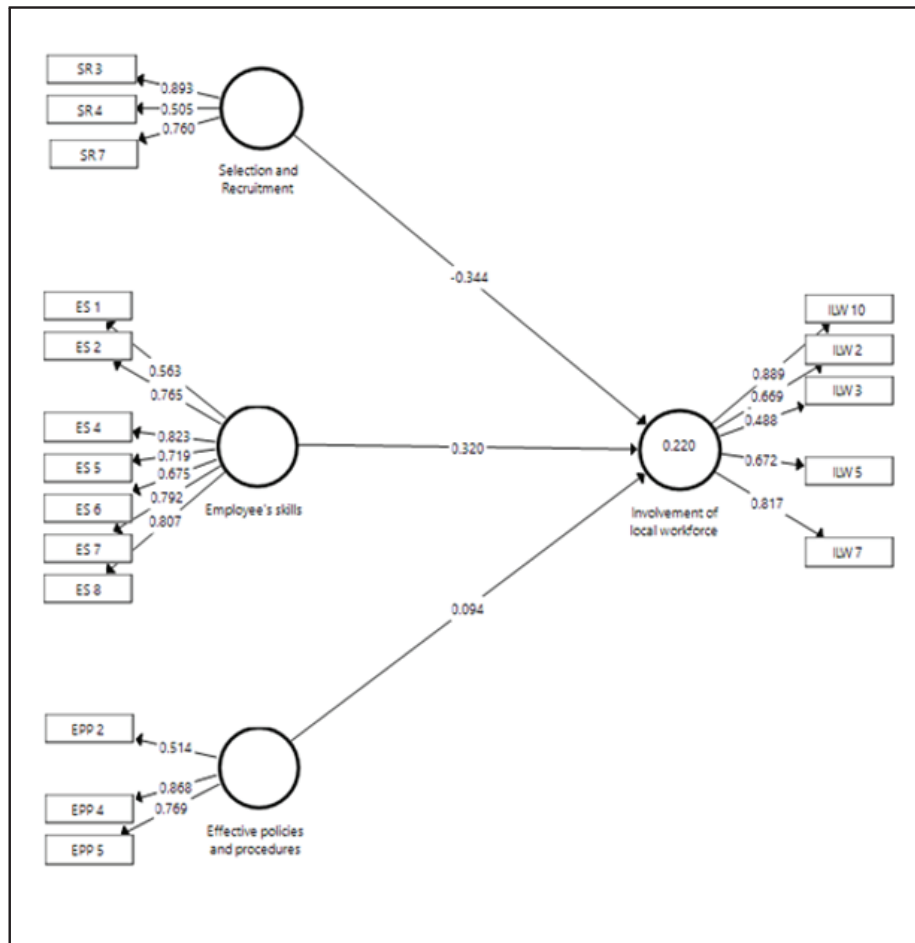 SR 3
0.893
SR 4
0.505
0.760
SR 7
Selection and
Recruitment
-0.344
ES 1
ES 2
0.563
0.765
ES 4
0.823
ES 5
0.719
0.675
ES 6
0.792
0.807
ES 7
ES 8
Employee's skills
0.320
ILW 10
ILW 2
0.889
0.669
ILW 3
0.488
0.220
0.672
ILW 5
0.817
ILW 7
Involvement of
local workforce
0.094
EPP 2
0.514
0.868
EPP 4
0.769
EPP 5
Effective policies
and procedures